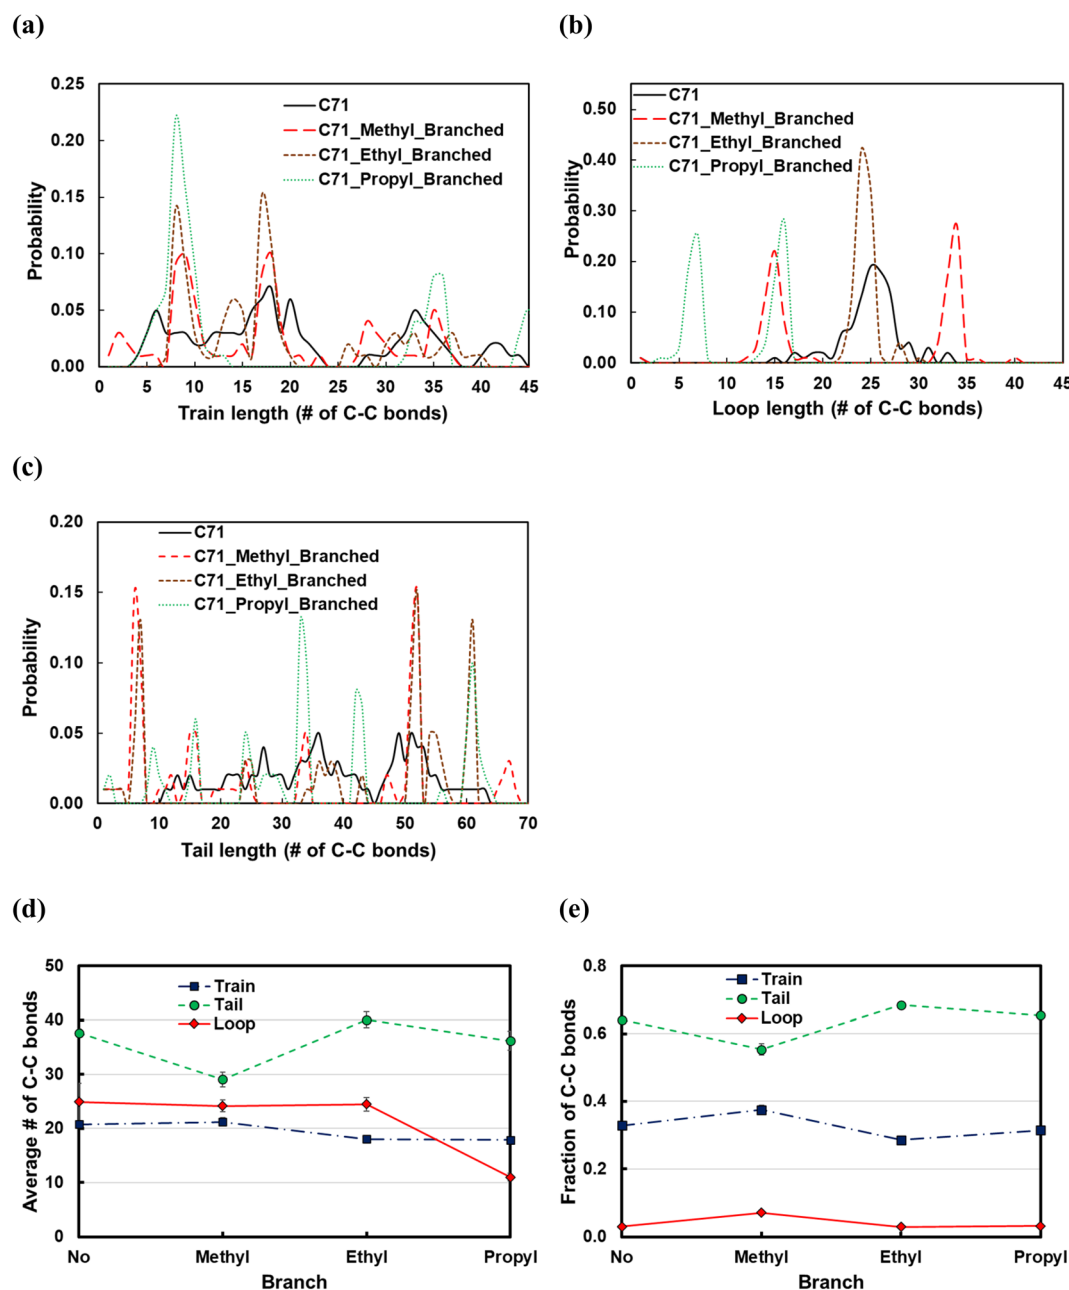 (a)
(b)
0.25
0.20
0.15
0.10
0.05
0.00
Probability
C71
C71_Methyl_Branched
C71_Ethyl_Branched
C71_Propyl_Branched
0 5 10 15 20 25 30 35 40 45
Train length (# of C-C bonds)
0.50
0.40
0.30
0.20
0.10
0.00
Probability
C71
C71_Methyl_Branched
C71_Ethyl_Branched
C71_Propyl_Branched
0 5 10 15 20 25 30 35 40 45
Loop length (# of C-C bonds)
(c)
0.20
0.15
0.10
0.05
0.00
Probability
C71
C71_Methyl_Branched
C71_Ethyl_Branched
C71_Propyl_Branched
0 10 20 30 40 50 60 70
Tail length (# of C-C bonds)
(d)
(e)
50
40
30
20
10
0
Average # of C-C bonds
Train
Tail
Loop
No Methyl Ethyl Propyl
Branch
0.8
0.6
0.4
0.2
0.0
Fraction of C-C bonds
Train
Tail
Loop
No Methyl Ethyl Propyl
Branch